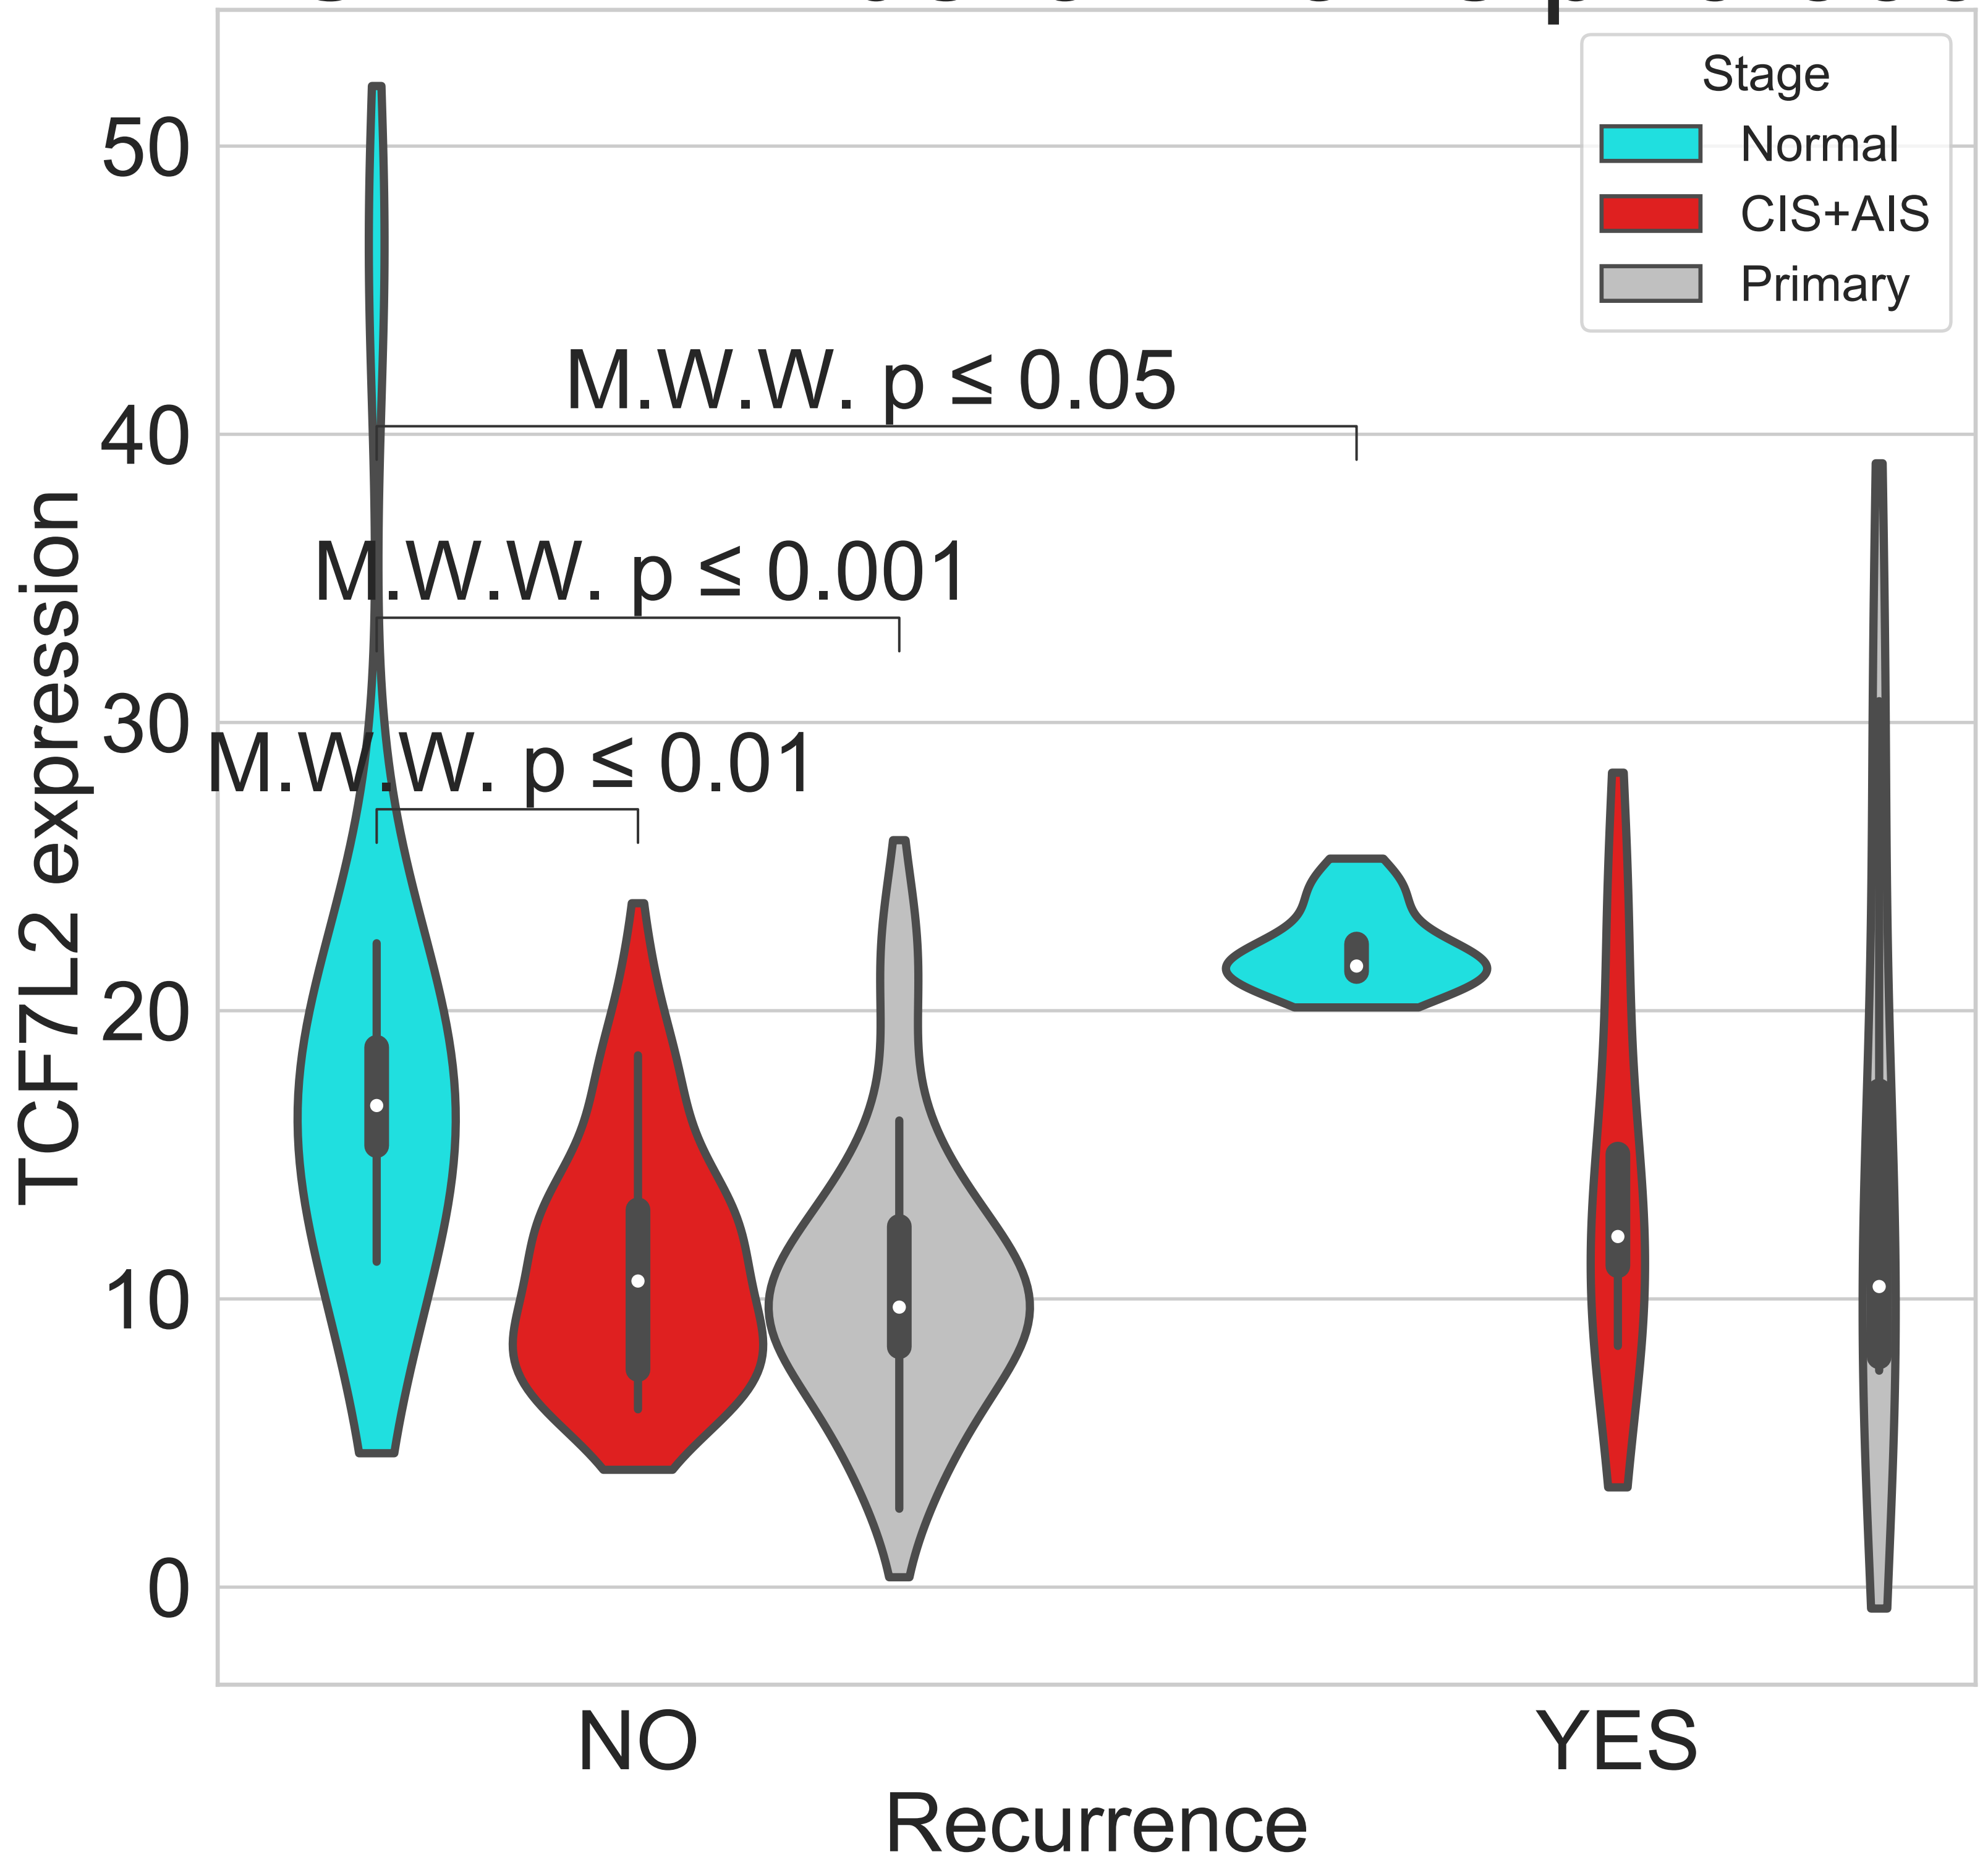 Stage
Normal
CIS+AIS
Primary
50
40
30
20
10
0
TCF7L2 expression
M.W.W. p ≤ 0.05
M.W.W. p ≤ 0.001
M.W.W. p ≤ 0.01
NO
YES
Recurrence